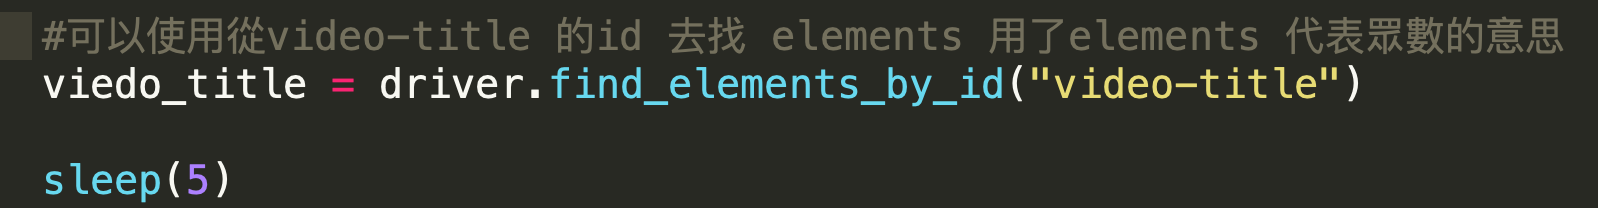 #可以使用從video-title 的id 去找 elements 用了elements 代表眾數的意思
viedo_title = driver.find_elements_by_id("video-title")
sleep(5)